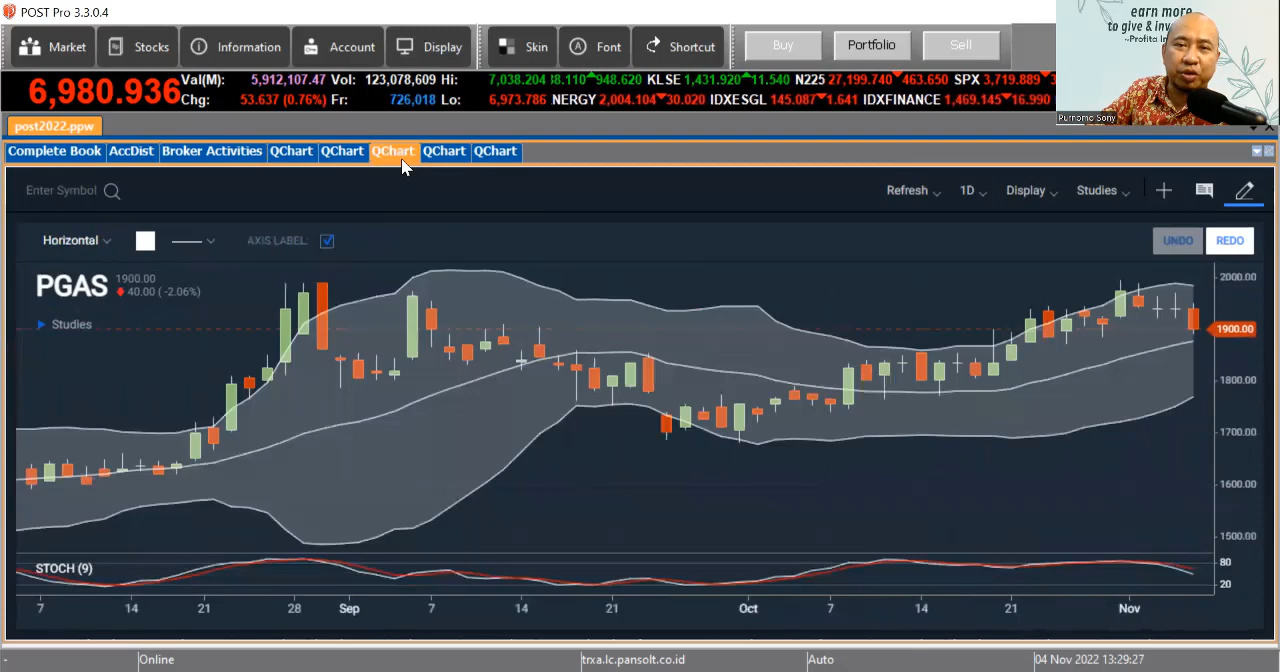 POST Pro 3.3.0.4
earn more
to give & inv
~Profita In
Market
Stocks
Information
Account
Display
Skin
Font
Shortcut
Buy
Portfolio
Sell
6,980.936
Val(M): 5,912,107.47 Vol: 123,078,609 Hi: 7,038.204
Chg: 53.637 (0.76%) Fr: 726,018 Lo: 6,973.786
38.110 948.620 KLSE 1,431.920 11.540 N225 27,199.740 463.650 SPX 3,719.889
NERGY 2,004.104 30.020 IDXESGL 145.087 1.641 IDXFINANCE 1,469.145 16.990
Purnomo Sony
post2022.ppw
Complete Book
AccDist
Broker Activities
QChart
QChart
QChart
QChart
QChart
Enter Symbol
Refresh
1D
Display
Studies
Horizontal
AXIS LABEL:
UNDO
REDO
PGAS
1900.00
40.00 (-2.06%)
Studies
2000.00
1900.00
1800.00
1700.00
1600.00
1500.00
STOCH (9)
80
20
7 14 21 28 Sep 7 14 21 Oct 7 14 21 Nov
-
Online
trxa.lc.pansolt.co.id
Auto
04 Nov 2022 13:29:27